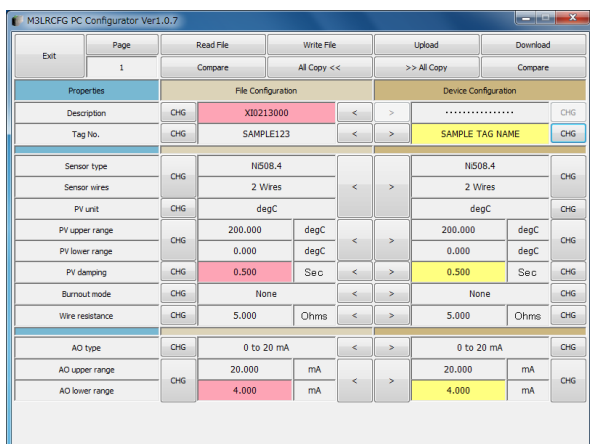 M3LRCFG PC Configurator Ver1.0.7
Exit Page Read File Write File Upload Download
1 Compare All Copy << >> All Copy Compare
Properties File Configuration Device Configuration
Description CHG XI0213000 < > ················ CHG
Tag No. CHG SAMPLE123 < > SAMPLE TAG NAME CHG
Sensor type CHG Ni508.4 < > Ni508.4 CHG
Sensor wires 2 Wires 2 Wires
PV unit CHG degC degC CHG
PV upper range CHG 200.000 degC < > 200.000 degC CHG
PV lower range 0.000 degC 0.000 degC
PV damping CHG 0.500 Sec < > 0.500 Sec CHG
Burnout mode CHG None < > None CHG
Wire resistance CHG 5.000 Ohms < > 5.000 Ohms CHG
AO type CHG 0 to 20 mA < > 0 to 20 mA CHG
AO upper range CHG 20.000 mA < > 20.000 mA CHG
AO lower range 4.000 mA 4.000 mA